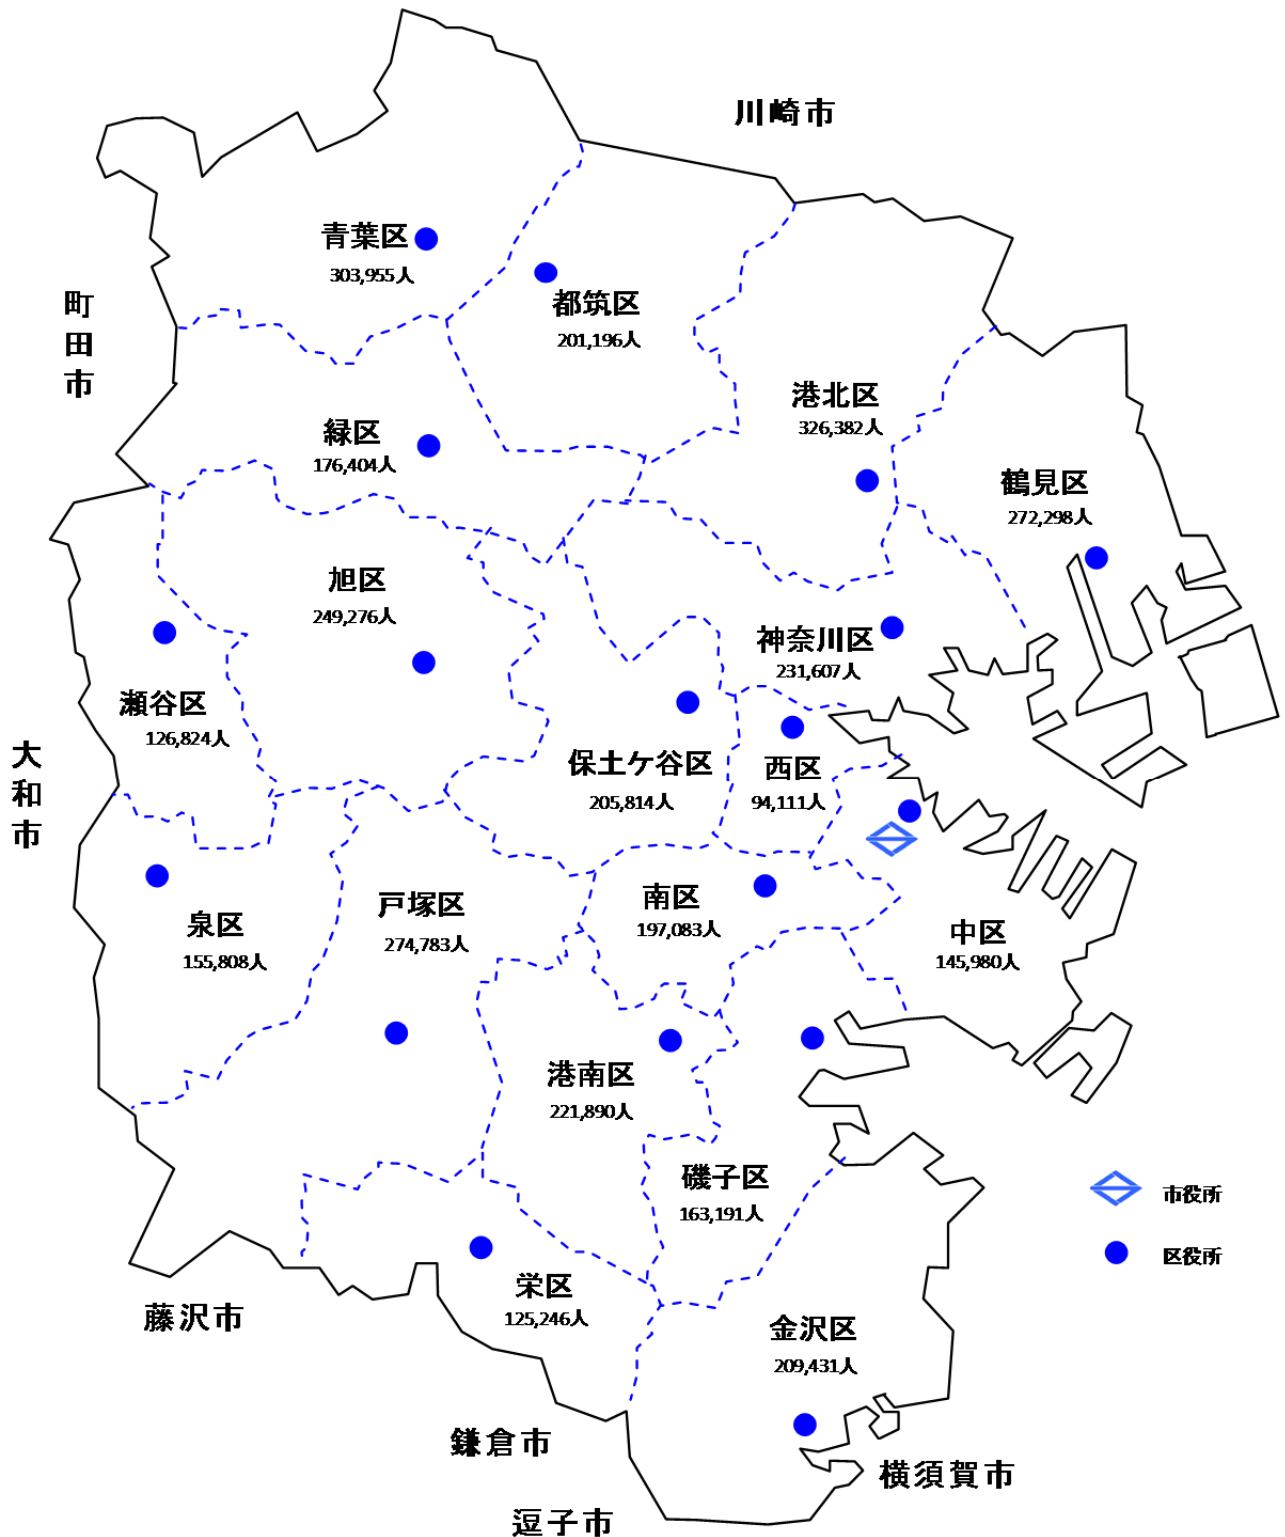 川崎市
青葉区
303,955人
都筑区
201,196人
町田市
港北区
326,382人
緑区
176,404人
鶴見区
272,298人
旭区
249,276人
神奈川区
231,607人
瀬谷区
126,824人
大和市
保土ケ谷区
205,814人
西区
94,111人
泉区
155,808人
戸塚区
274,783人
南区
197,083人
中区
145,980人
港南区
221,890人
磯子区
163,191人
市役所
区役所
栄区
125,246人
藤沢市
金沢区
209,431人
鎌倉市
横須賀市
逗子市